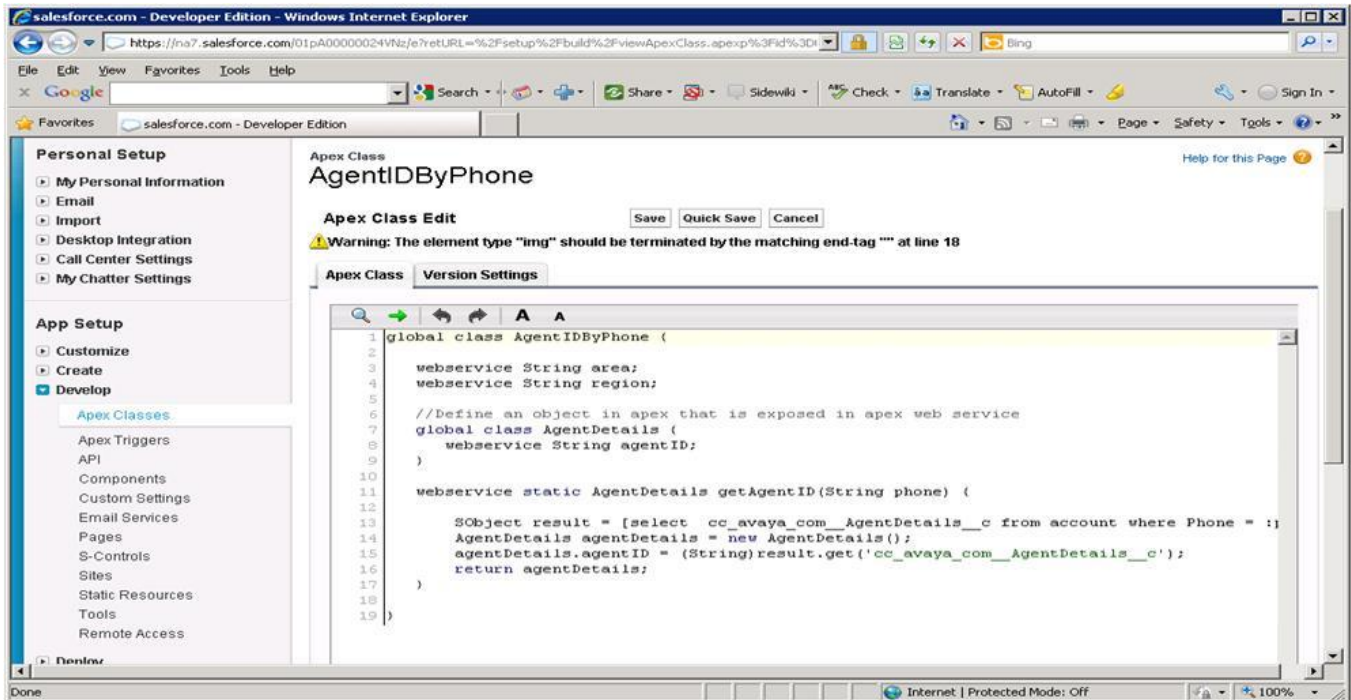 salesforce.com - Developer Edition - Windows Internet Explorer
https://na7.salesforce.com/01pA00000024VNz/e?retURL=%2Fsetup%2Fbuild%2FviewApexClass.apexp%3Fid%3D Bing
File Edit View Favorites Tools Help
x Google Search Share Sidewiki ABC Check aa Translate AutoFill Sign In
Favorites salesforce.com - Developer Edition Page Safety Tools
Personal Setup
My Personal Information
Email
Import
Desktop Integration
Call Center Settings
My Chatter Settings
App Setup
Customize
Create
Develop
Apex Classes
Apex Triggers
API
Components
Custom Settings
Email Services
Pages
S-Controls
Sites
Static Resources
Tools
Remote Access
Deploy
Apex Class
AgentIDByPhone
Help for this Page
Apex Class Edit Save Quick Save Cancel
Warning: The element type "img" should be terminated by the matching end-tag "" at line 18
Apex Class Version Settings
A A
1 global class AgentIDByPhone {
2
3 webservice String area;
4 webservice String region;
5
6 //Define an object in apex that is exposed in apex web service
7 global class AgentDetails {
8 webservice String agentID;
9 }
10
11 webservice static AgentDetails getAgentID(String phone) {
12
13 SObject result = [select cc_avaya_com__AgentDetails__c from account where Phone = :p
14 AgentDetails agentDetails = new AgentDetails();
15 agentDetails.agentID = (String)result.get('cc_avaya_com__AgentDetails__c');
16 return agentDetails;
17 }
18
19 }
Done Internet | Protected Mode: Off 100%